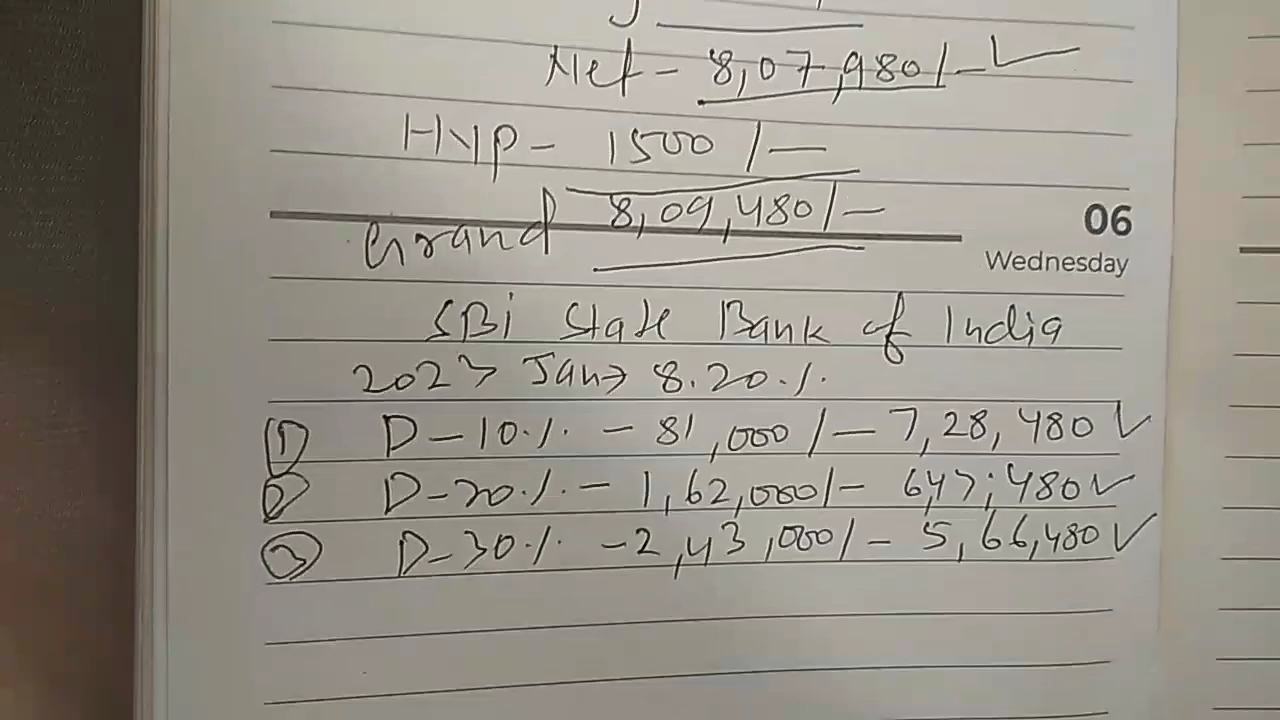 Net - 8,07,980/-
Hyp - 1500/-
Grand 8,09,480/-
06
Wednesday
SBi State Bank of India
2023 Jan → 8.20%.
① D-10%. - 81,000/- 7,28,480 ✓
② D-20%. - 1,62,000/- 647,480 ✓
③ D-30%. - 2,43,000/- 5,66,480 ✓